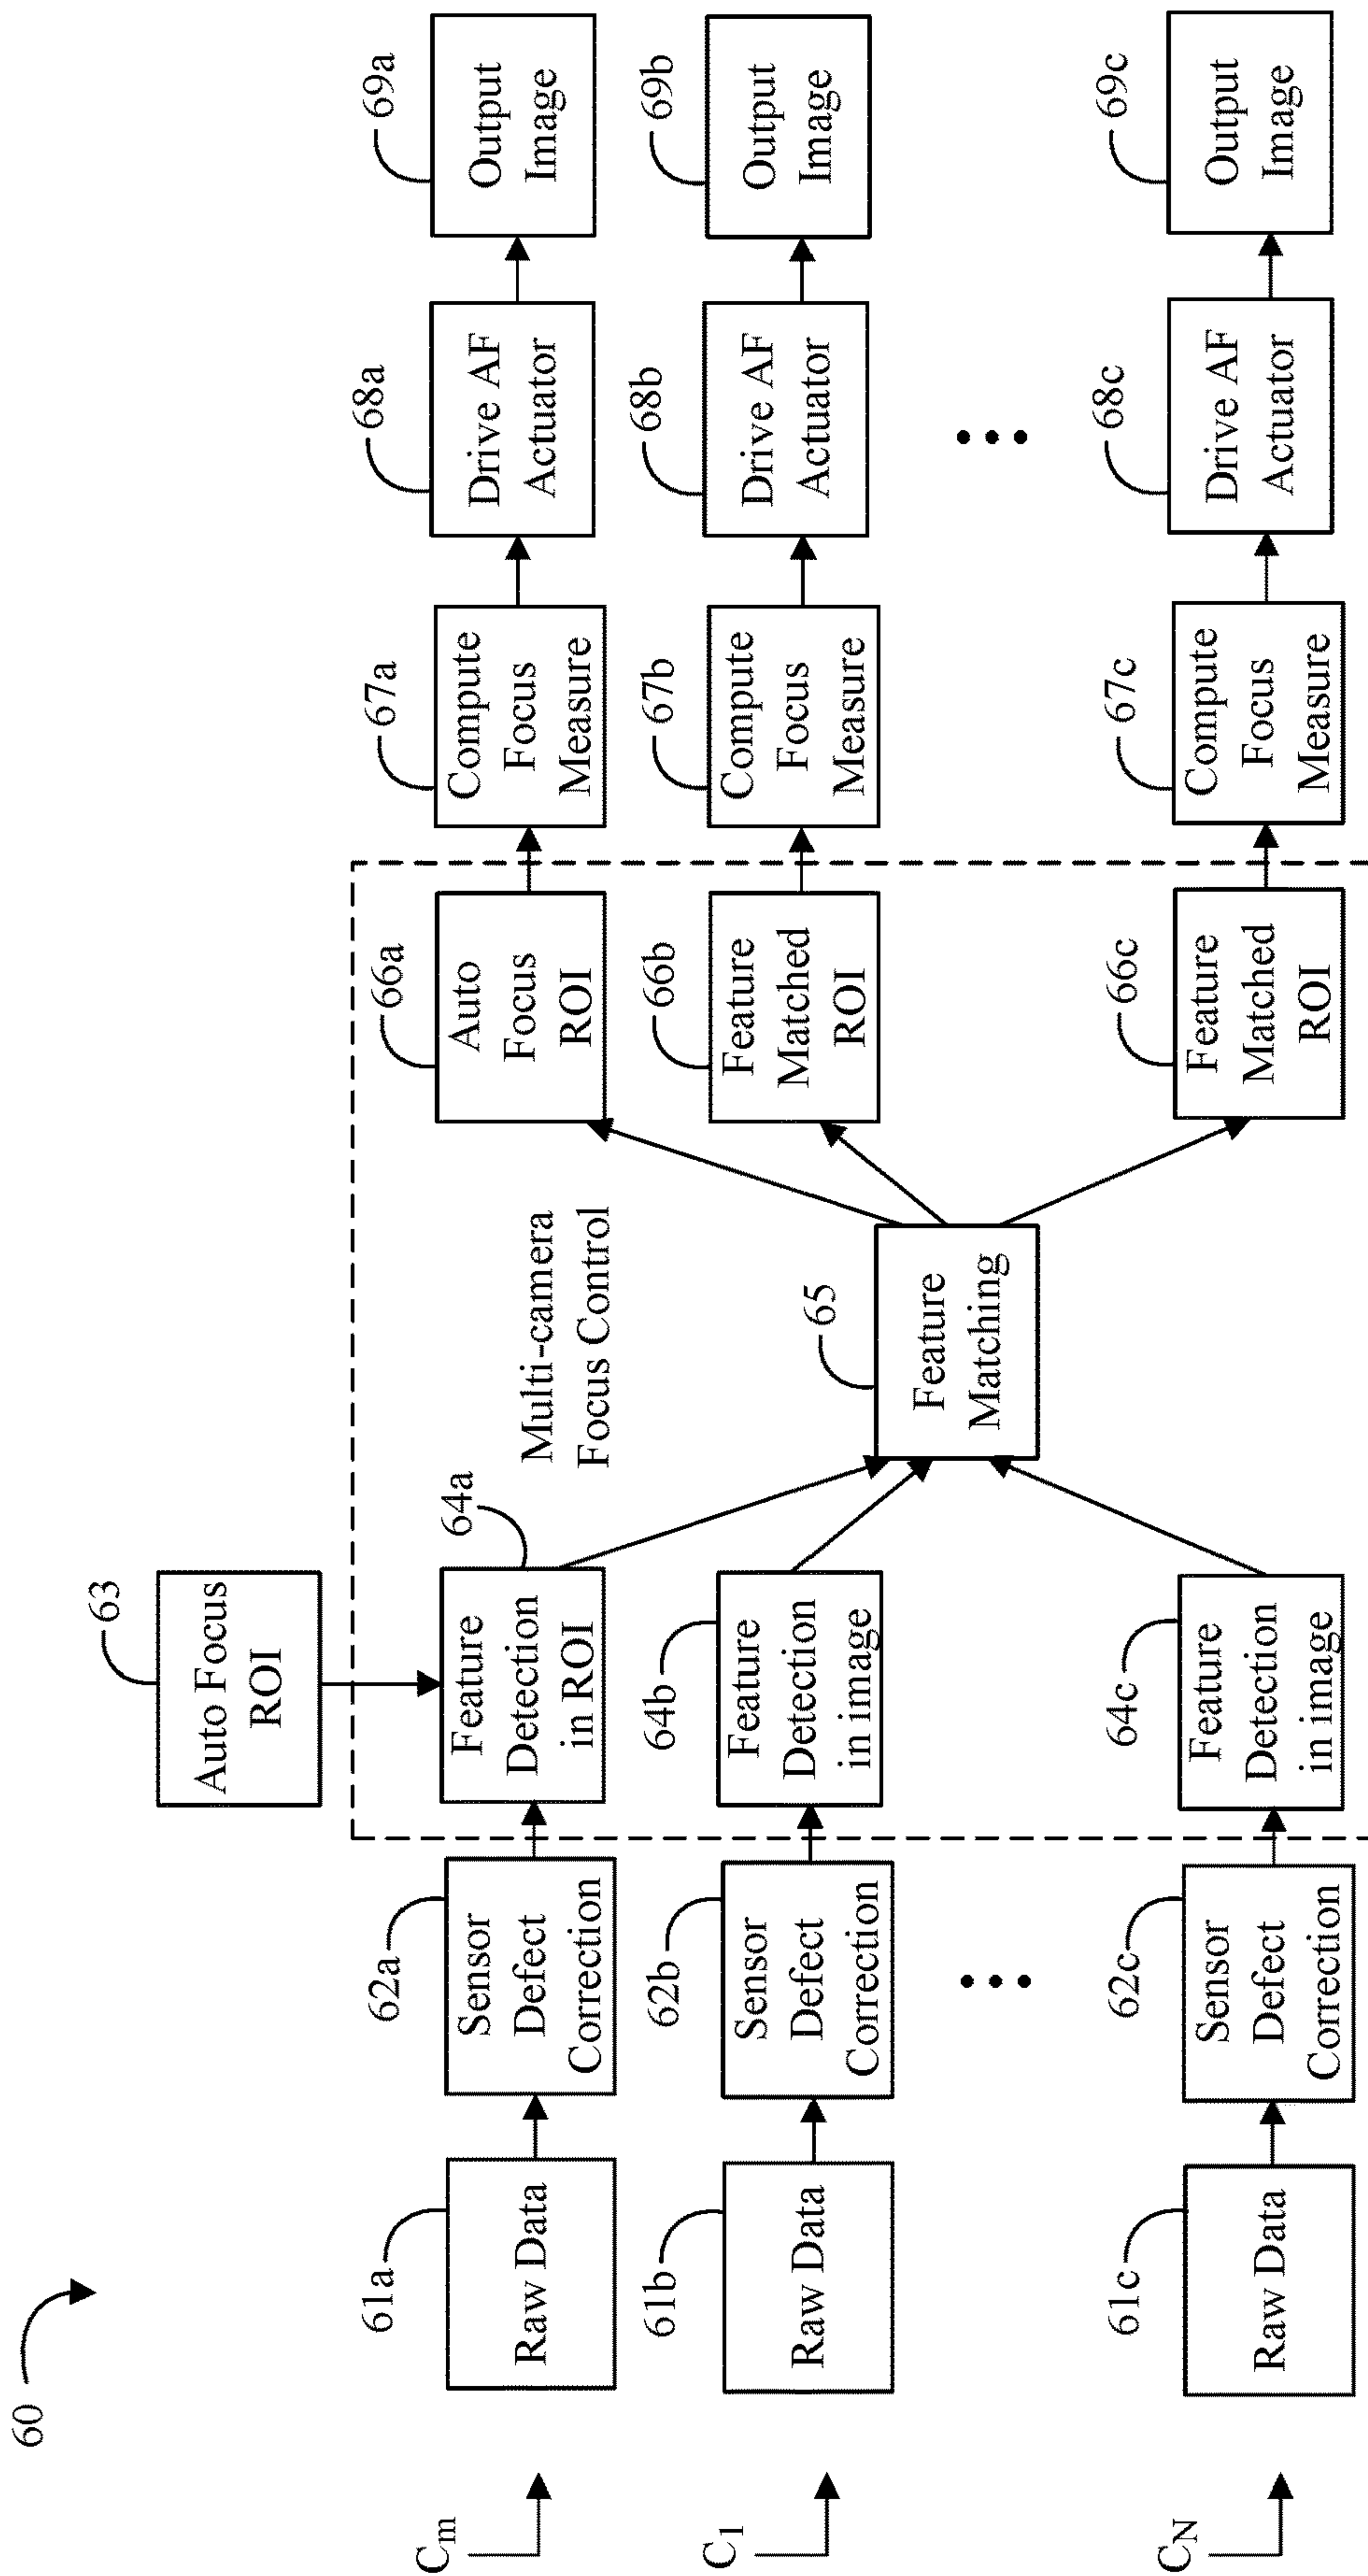 60
63
Auto Focus
ROI
C_m
61a
Raw Data
62a
Sensor
Defect
Correction
64a
Feature
Detection
in ROI
Multi-camera
Focus Control
66a
Auto
Focus
ROI
67a
Compute
Focus
Measure
68a
Drive AF
Actuator
69a
Output
Image
C_1
61b
Raw Data
62b
Sensor
Defect
Correction
64b
Feature
Detection
in image
65
Feature
Matching
66b
Feature
Matched
ROI
67b
Compute
Focus
Measure
68b
Drive AF
Actuator
69b
Output
Image
C_N
61c
Raw Data
62c
Sensor
Defect
Correction
64c
Feature
Detection
in image
66c
Feature
Matched
ROI
67c
Compute
Focus
Measure
68c
Drive AF
Actuator
69c
Output
Image